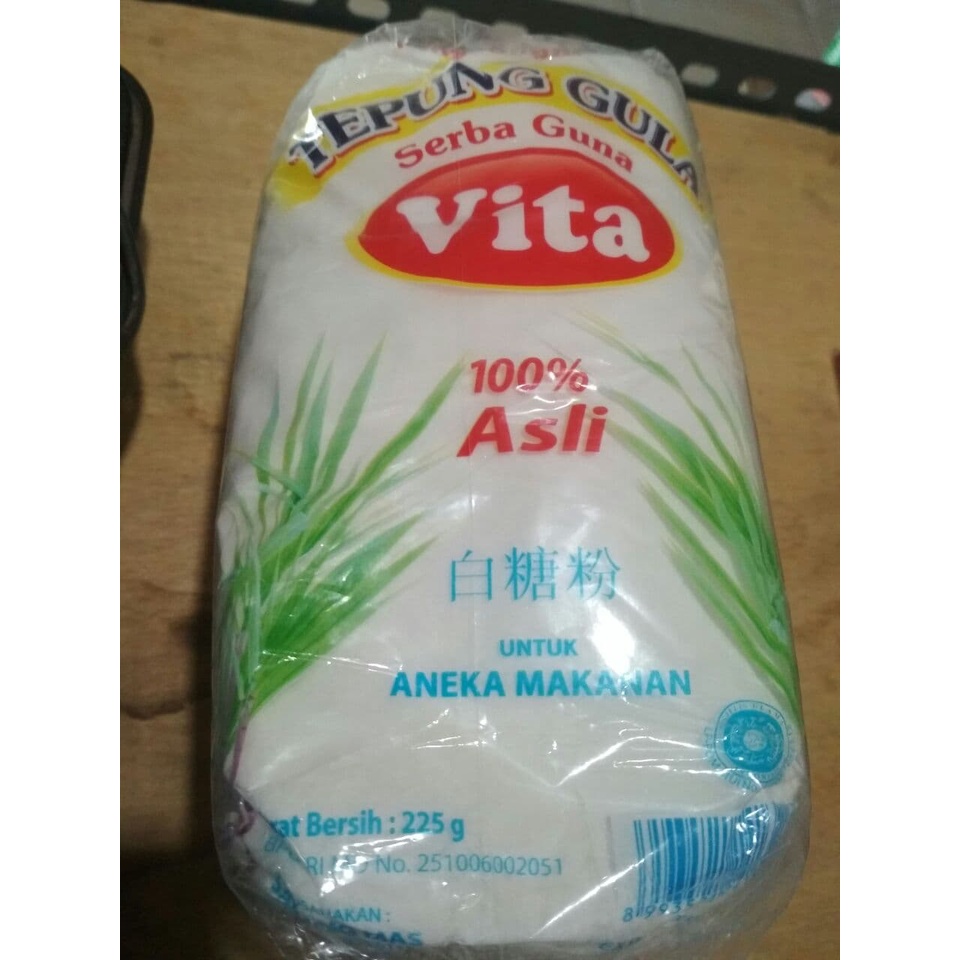 TEPUNG GULA
Serba Guna
Vita
100%
Asli
白糖粉
UNTUK
ANEKA MAKANAN
Bersih : 225 g
No. 251006002051